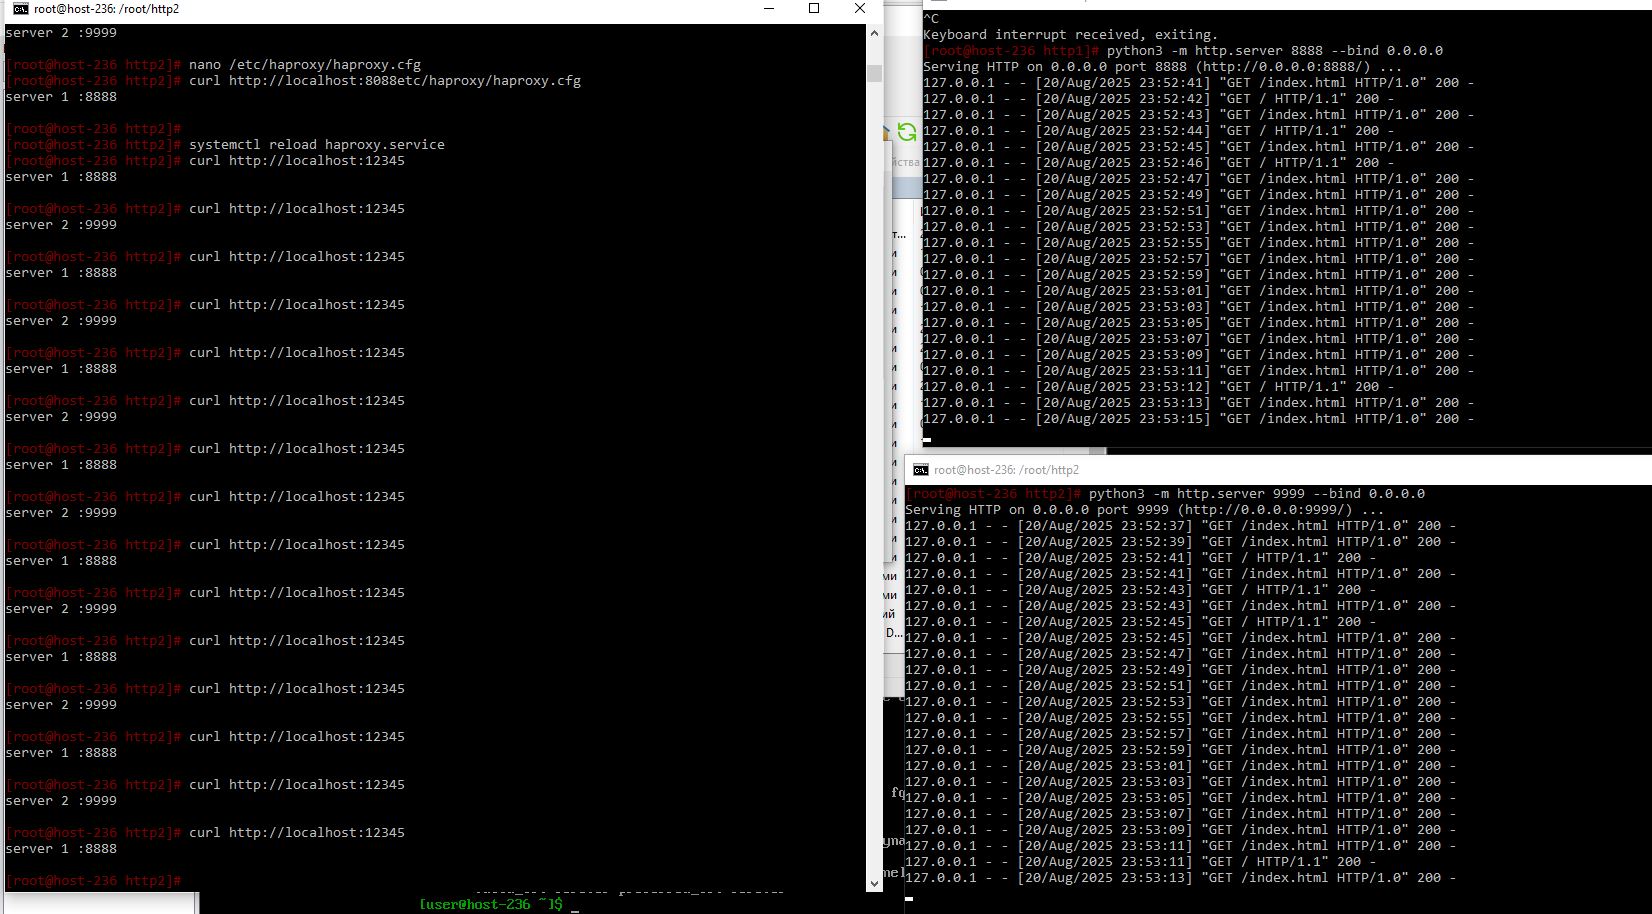 root@host-236: /root/http2
server 2 :9999
[root@host-236 http2]# nano /etc/haproxy/haproxy.cfg
[root@host-236 http2]# curl http://localhost:8088etc/haproxy/haproxy.cfg
server 1 :8888
[root@host-236 http2]#
[root@host-236 http2]# systemctl reload haproxy.service
[root@host-236 http2]# curl http://localhost:12345
server 1 :8888
[root@host-236 http2]# curl http://localhost:12345
server 2 :9999
[root@host-236 http2]# curl http://localhost:12345
server 1 :8888
[root@host-236 http2]# curl http://localhost:12345
server 2 :9999
[root@host-236 http2]# curl http://localhost:12345
server 1 :8888
[root@host-236 http2]# curl http://localhost:12345
server 2 :9999
[root@host-236 http2]# curl http://localhost:12345
server 1 :8888
[root@host-236 http2]# curl http://localhost:12345
server 2 :9999
[root@host-236 http2]# curl http://localhost:12345
server 1 :8888
[root@host-236 http2]# curl http://localhost:12345
server 2 :9999
[root@host-236 http2]# curl http://localhost:12345
server 1 :8888
[root@host-236 http2]# curl http://localhost:12345
server 2 :9999
[root@host-236 http2]# curl http://localhost:12345
server 1 :8888
[root@host-236 http2]# curl http://localhost:12345
server 2 :9999
[root@host-236 http2]# curl http://localhost:12345
server 1 :8888
[root@host-236 http2]#
^C
Keyboard interrupt received, exiting.
[root@host-236 http1]# python3 -m http.server 8888 --bind 0.0.0.0
Serving HTTP on 0.0.0.0 port 8888 (http://0.0.0.0:8888/) ...
127.0.0.1 - - [20/Aug/2025 23:52:41] "GET /index.html HTTP/1.0" 200 -
127.0.0.1 - - [20/Aug/2025 23:52:42] "GET / HTTP/1.1" 200 -
127.0.0.1 - - [20/Aug/2025 23:52:43] "GET /index.html HTTP/1.0" 200 -
127.0.0.1 - - [20/Aug/2025 23:52:44] "GET / HTTP/1.1" 200 -
127.0.0.1 - - [20/Aug/2025 23:52:45] "GET /index.html HTTP/1.0" 200 -
127.0.0.1 - - [20/Aug/2025 23:52:46] "GET / HTTP/1.1" 200 -
127.0.0.1 - - [20/Aug/2025 23:52:47] "GET /index.html HTTP/1.0" 200 -
127.0.0.1 - - [20/Aug/2025 23:52:49] "GET /index.html HTTP/1.0" 200 -
127.0.0.1 - - [20/Aug/2025 23:52:51] "GET /index.html HTTP/1.0" 200 -
127.0.0.1 - - [20/Aug/2025 23:52:53] "GET /index.html HTTP/1.0" 200 -
127.0.0.1 - - [20/Aug/2025 23:52:55] "GET /index.html HTTP/1.0" 200 -
127.0.0.1 - - [20/Aug/2025 23:52:57] "GET /index.html HTTP/1.0" 200 -
127.0.0.1 - - [20/Aug/2025 23:52:59] "GET /index.html HTTP/1.0" 200 -
127.0.0.1 - - [20/Aug/2025 23:53:01] "GET /index.html HTTP/1.0" 200 -
127.0.0.1 - - [20/Aug/2025 23:53:03] "GET /index.html HTTP/1.0" 200 -
127.0.0.1 - - [20/Aug/2025 23:53:05] "GET /index.html HTTP/1.0" 200 -
127.0.0.1 - - [20/Aug/2025 23:53:07] "GET /index.html HTTP/1.0" 200 -
127.0.0.1 - - [20/Aug/2025 23:53:09] "GET /index.html HTTP/1.0" 200 -
127.0.0.1 - - [20/Aug/2025 23:53:11] "GET /index.html HTTP/1.0" 200 -
127.0.0.1 - - [20/Aug/2025 23:53:12] "GET / HTTP/1.1" 200 -
127.0.0.1 - - [20/Aug/2025 23:53:13] "GET /index.html HTTP/1.0" 200 -
127.0.0.1 - - [20/Aug/2025 23:53:15] "GET /index.html HTTP/1.0" 200 -
root@host-236: /root/http2
[root@host-236 http2]# python3 -m http.server 9999 --bind 0.0.0.0
Serving HTTP on 0.0.0.0 port 9999 (http://0.0.0.0:9999/) ...
127.0.0.1 - - [20/Aug/2025 23:52:37] "GET /index.html HTTP/1.0" 200 -
127.0.0.1 - - [20/Aug/2025 23:52:39] "GET /index.html HTTP/1.0" 200 -
127.0.0.1 - - [20/Aug/2025 23:52:41] "GET / HTTP/1.1" 200 -
127.0.0.1 - - [20/Aug/2025 23:52:41] "GET /index.html HTTP/1.0" 200 -
127.0.0.1 - - [20/Aug/2025 23:52:43] "GET / HTTP/1.1" 200 -
127.0.0.1 - - [20/Aug/2025 23:52:43] "GET /index.html HTTP/1.0" 200 -
127.0.0.1 - - [20/Aug/2025 23:52:45] "GET / HTTP/1.1" 200 -
127.0.0.1 - - [20/Aug/2025 23:52:45] "GET /index.html HTTP/1.0" 200 -
127.0.0.1 - - [20/Aug/2025 23:52:47] "GET /index.html HTTP/1.0" 200 -
127.0.0.1 - - [20/Aug/2025 23:52:49] "GET /index.html HTTP/1.0" 200 -
127.0.0.1 - - [20/Aug/2025 23:52:51] "GET /index.html HTTP/1.0" 200 -
127.0.0.1 - - [20/Aug/2025 23:52:53] "GET /index.html HTTP/1.0" 200 -
127.0.0.1 - - [20/Aug/2025 23:52:55] "GET /index.html HTTP/1.0" 200 -
127.0.0.1 - - [20/Aug/2025 23:52:57] "GET /index.html HTTP/1.0" 200 -
127.0.0.1 - - [20/Aug/2025 23:52:59] "GET /index.html HTTP/1.0" 200 -
127.0.0.1 - - [20/Aug/2025 23:53:01] "GET /index.html HTTP/1.0" 200 -
127.0.0.1 - - [20/Aug/2025 23:53:03] "GET /index.html HTTP/1.0" 200 -
127.0.0.1 - - [20/Aug/2025 23:53:05] "GET /index.html HTTP/1.0" 200 -
127.0.0.1 - - [20/Aug/2025 23:53:07] "GET /index.html HTTP/1.0" 200 -
127.0.0.1 - - [20/Aug/2025 23:53:09] "GET /index.html HTTP/1.0" 200 -
127.0.0.1 - - [20/Aug/2025 23:53:11] "GET /index.html HTTP/1.0" 200 -
127.0.0.1 - - [20/Aug/2025 23:53:11] "GET / HTTP/1.1" 200 -
127.0.0.1 - - [20/Aug/2025 23:53:13] "GET /index.html HTTP/1.0" 200 -
[user@host-236 ~]$